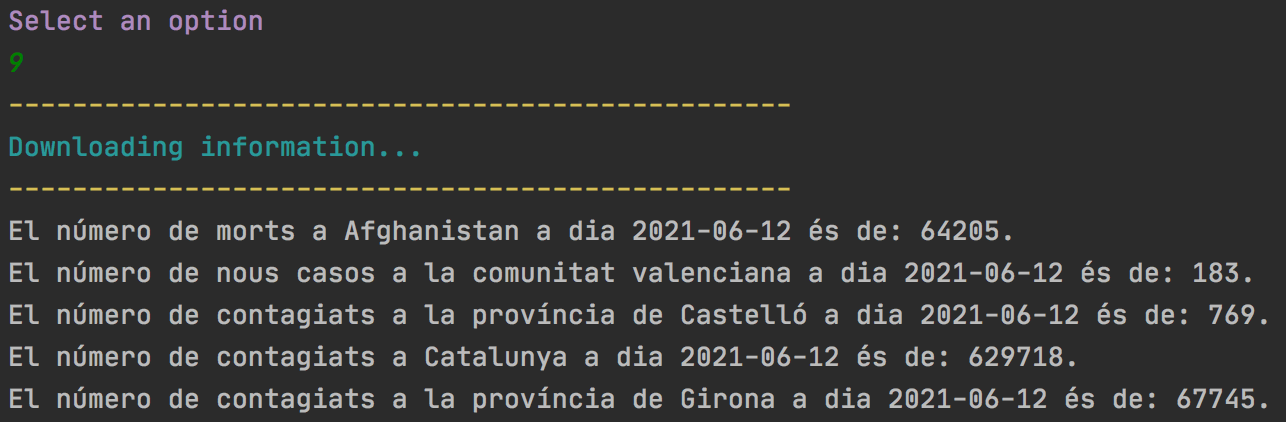 Select an option
9
-------------------------------------------------
Downloading information...
-------------------------------------------------
El número de morts a Afghanistan a dia 2021-06-12 és de: 64205.
El número de nous casos a la comunitat valenciana a dia 2021-06-12 és de: 183.
El número de contagiats a la província de Castelló a dia 2021-06-12 és de: 769.
El número de contagiats a Catalunya a dia 2021-06-12 és de: 629718.
El número de contagiats a la província de Girona a dia 2021-06-12 és de: 67745.